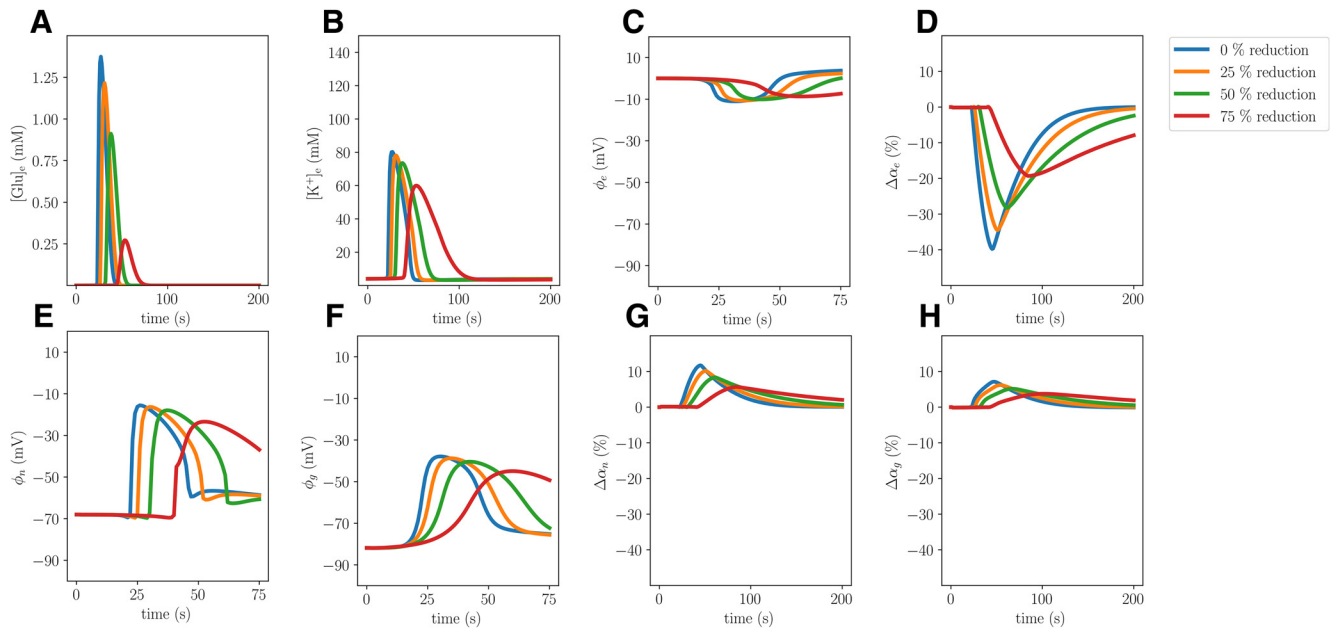 A
B
C
D
0 % reduction
25 % reduction
50 % reduction
75 % reduction
[Glu]e (mM)
1.25
1.00
0.75
0.50
0.25
0
100
200
time (s)
[K+]e (mM)
140
120
100
80
60
40
20
0
100
200
time (s)
ϕe (mV)
10
−10
−30
−50
−70
−90
0
25
50
75
time (s)
Δαe (%)
10
0
−10
−20
−30
−40
0
100
200
time (s)
E
F
G
H
ϕn (mV)
10
−10
−30
−50
−70
−90
0
25
50
75
time (s)
ϕg (mV)
10
−10
−30
−50
−70
−90
0
25
50
75
time (s)
Δαn (%)
10
0
−10
−20
−30
−40
0
100
200
time (s)
Δαg (%)
10
0
−10
−20
−30
−40
0
100
200
time (s)